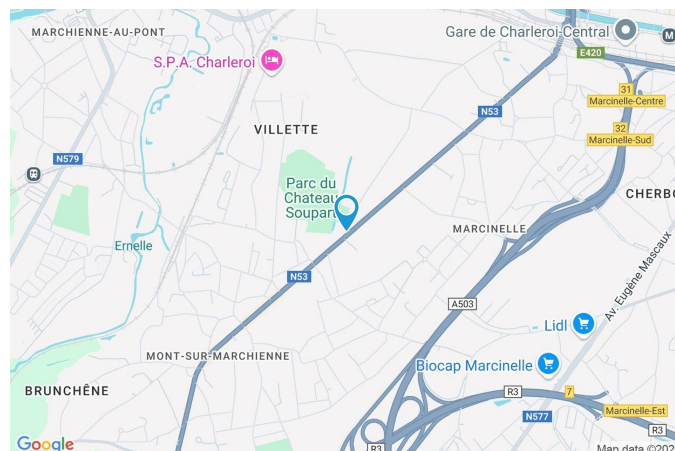 MARCHIENNE-AU-PONT
Gare de Charleroi-Central
M
E420
S.P.A. Charleroi
31
Marcinelle-Centre
N53
32
Marcinelle-Sud
VILLETTE
N579
Parc du
Chateau
Soupart
CHERBO
MARCINELLE
Ernelle
N53
A503
Av. Eugène Mascaux
Lidl
MONT-SUR-MARCHIENNE
Biocap Marcinelle
BRUNCHÊNE
R3
7
Marcinelle-Est
N577
R3
R3
Google
Map data ©202